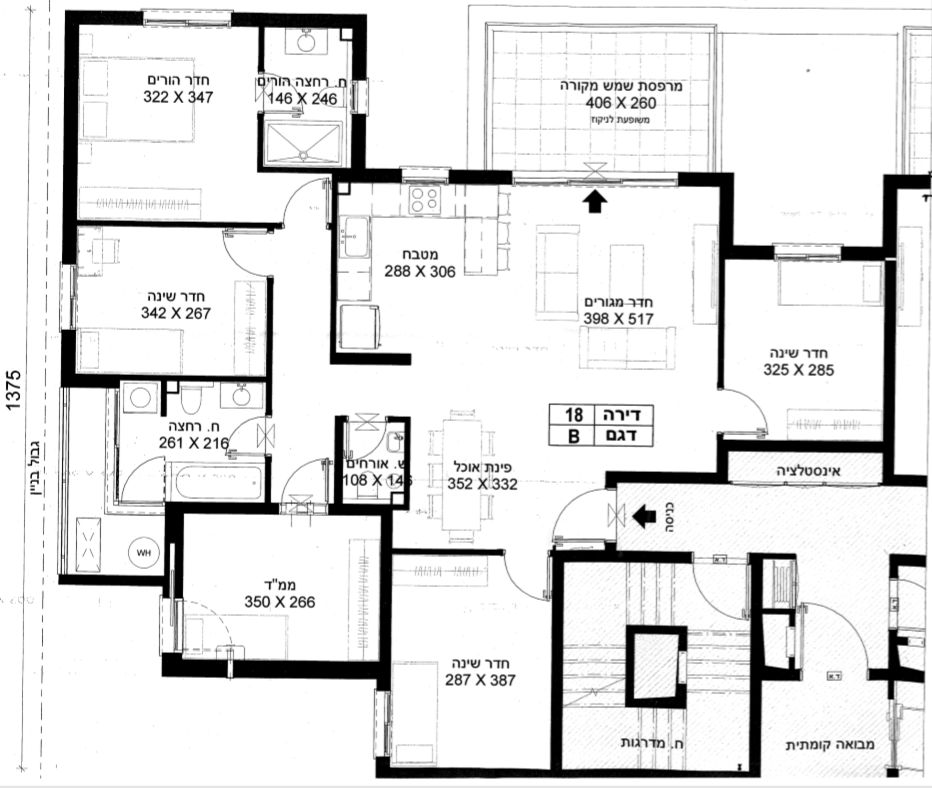 חדר הורים
322 X 347
ח. רחצה הורים
146 X 246
מרפסת שמש מקורה
406 X 260
משופעת לניקוז
מטבח
288 X 306
חדר שינה
342 X 267
חדר מגורים
398 X 517
חדר שינה
325 X 285
1375
גבול בניין
ח. רחצה
261 X 216
ש. אורחים
108 X 146
פינת אוכל
352 X 332
דירה 18
דגם B
אינסטלציה
כניסה
WH
ממ"ד
350 X 266
חדר שינה
287 X 387
ח. מדרגות
מבואה קומתית